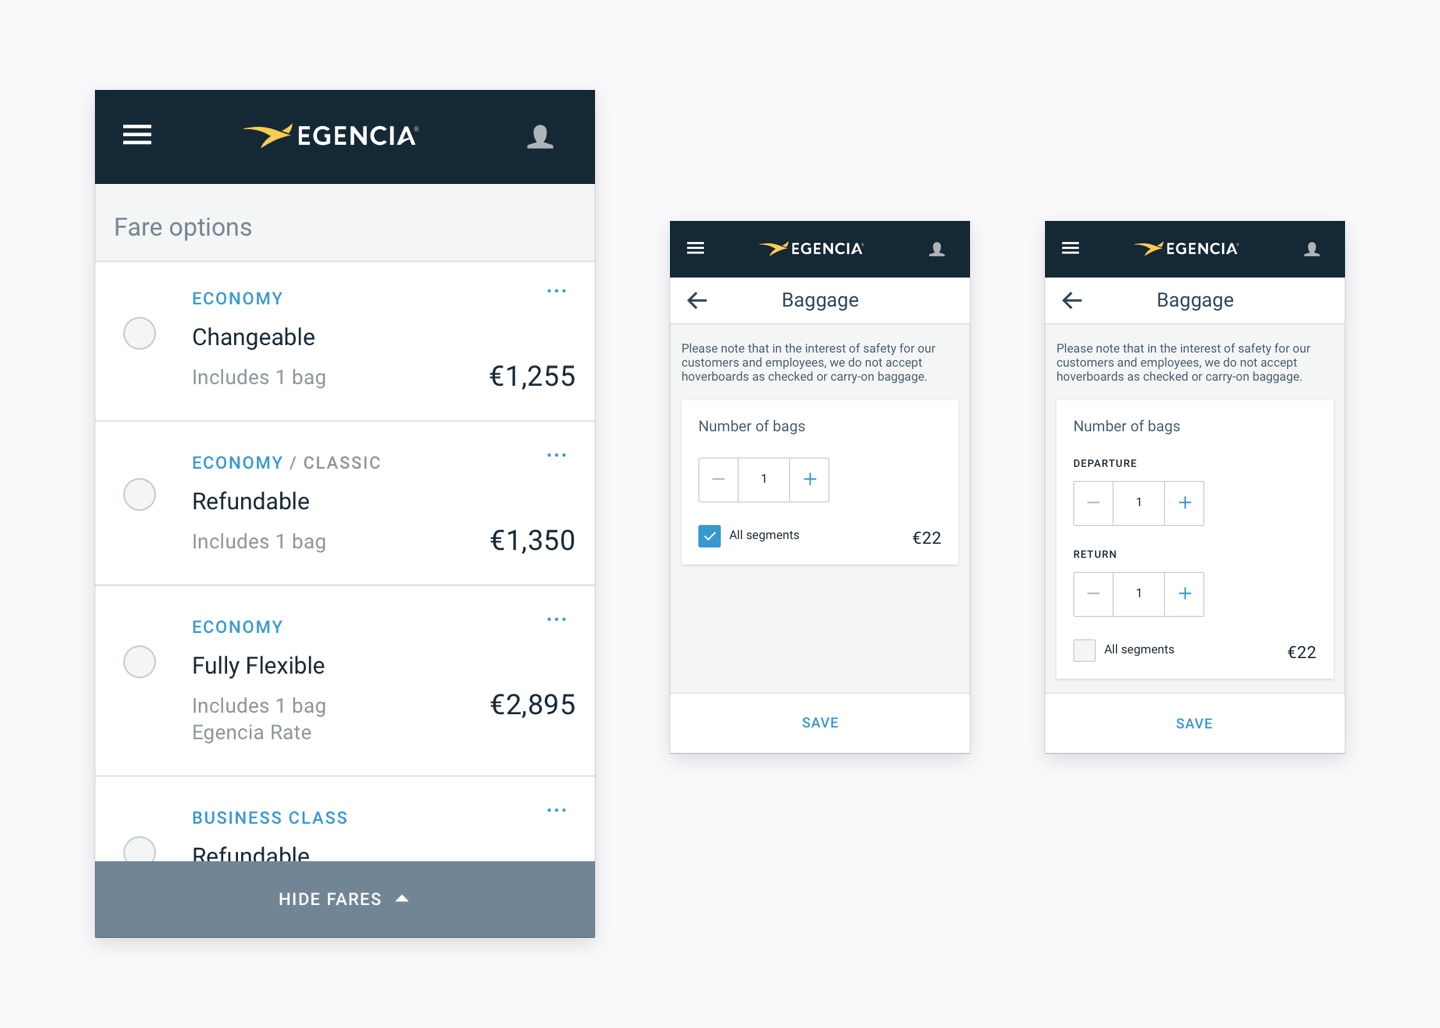 EGENCIA®
Fare options
ECONOMY
Changeable
Includes 1 bag
€1,255
ECONOMY / CLASSIC
Refundable
Includes 1 bag
€1,350
ECONOMY
Fully Flexible
Includes 1 bag
€2,895
Egencia Rate
BUSINESS CLASS
Refundable
HIDE FARES
EGENCIA®
Baggage
Please note that in the interest of safety for our
customers and employees, we do not accept
hoverboards as checked or carry-on baggage.
Number of bags
1
All segments
€22
SAVE
EGENCIA®
Baggage
Please note that in the interest of safety for our
customers and employees, we do not accept
hoverboards as checked or carry-on baggage.
Number of bags
DEPARTURE
1
RETURN
1
All segments
€22
SAVE